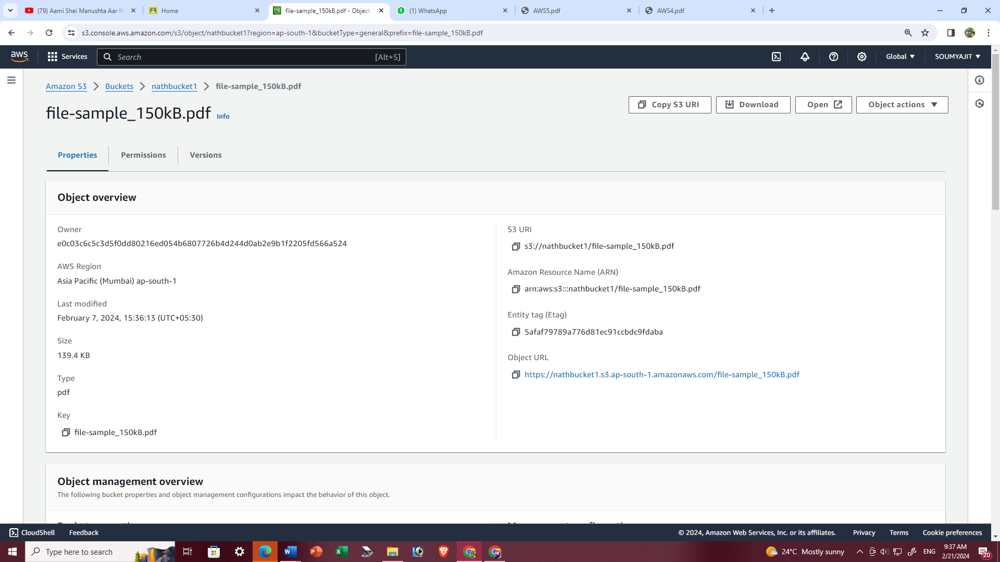 (79) Aami Shei Manushta Aar N
Home
file-sample_150kB.pdf - Object
(1) WhatsApp
AWS5.pdf
AWS4.pdf
s3.console.aws.amazon.com/s3/object/nathbucket1?region=ap-south-1&bucketType=general&prefix=file-sample_150kB.pdf
aws
Services
Search
[Alt+S]
Global
SOUMYAJIT
Amazon S3
Buckets
nathbucket1
file-sample_150kB.pdf
file-sample_150kB.pdf
Info
Copy S3 URI
Download
Open
Object actions
Properties
Permissions
Versions
Object overview
Owner
e0c03c6c5c3d5f0dd80216ed054b6807726b4d244d0ab2e9b1f2205fd566a524
AWS Region
Asia Pacific (Mumbai) ap-south-1
Last modified
February 7, 2024, 15:36:13 (UTC+05:30)
Size
139.4 KB
Type
pdf
Key
file-sample_150kB.pdf
S3 URI
s3://nathbucket1/file-sample_150kB.pdf
Amazon Resource Name (ARN)
arn:aws:s3:::nathbucket1/file-sample_150kB.pdf
Entity tag (Etag)
5afaf79789a776d81ec91ccbdc9fdaba
Object URL
https://nathbucket1.s3.ap-south-1.amazonaws.com/file-sample_150kB.pdf
Object management overview
The following bucket properties and object management configurations impact the behavior of this object.
CloudShell
Feedback
© 2024, Amazon Web Services, Inc. or its affiliates.
Privacy
Terms
Cookie preferences
Type here to search
24°C Mostly sunny
ENG
9:37 AM
2/21/2024
20